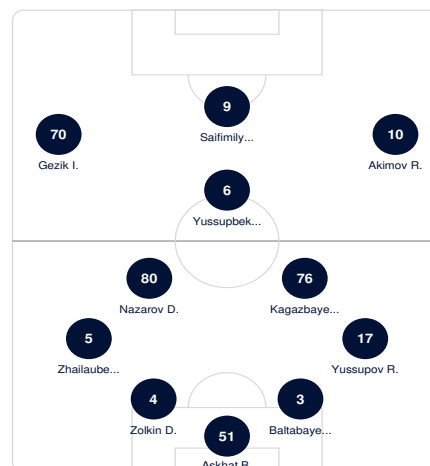 9
Saifimily...
70
Gezik I.
10
Akimov R.
6
Yussupbek...
80
Nazarov D.
76
Kagazbaye...
5
Zhailaube...
17
Yussupov R.
4
Zolkin D.
3
Baltabaye...
51
Askhat B.